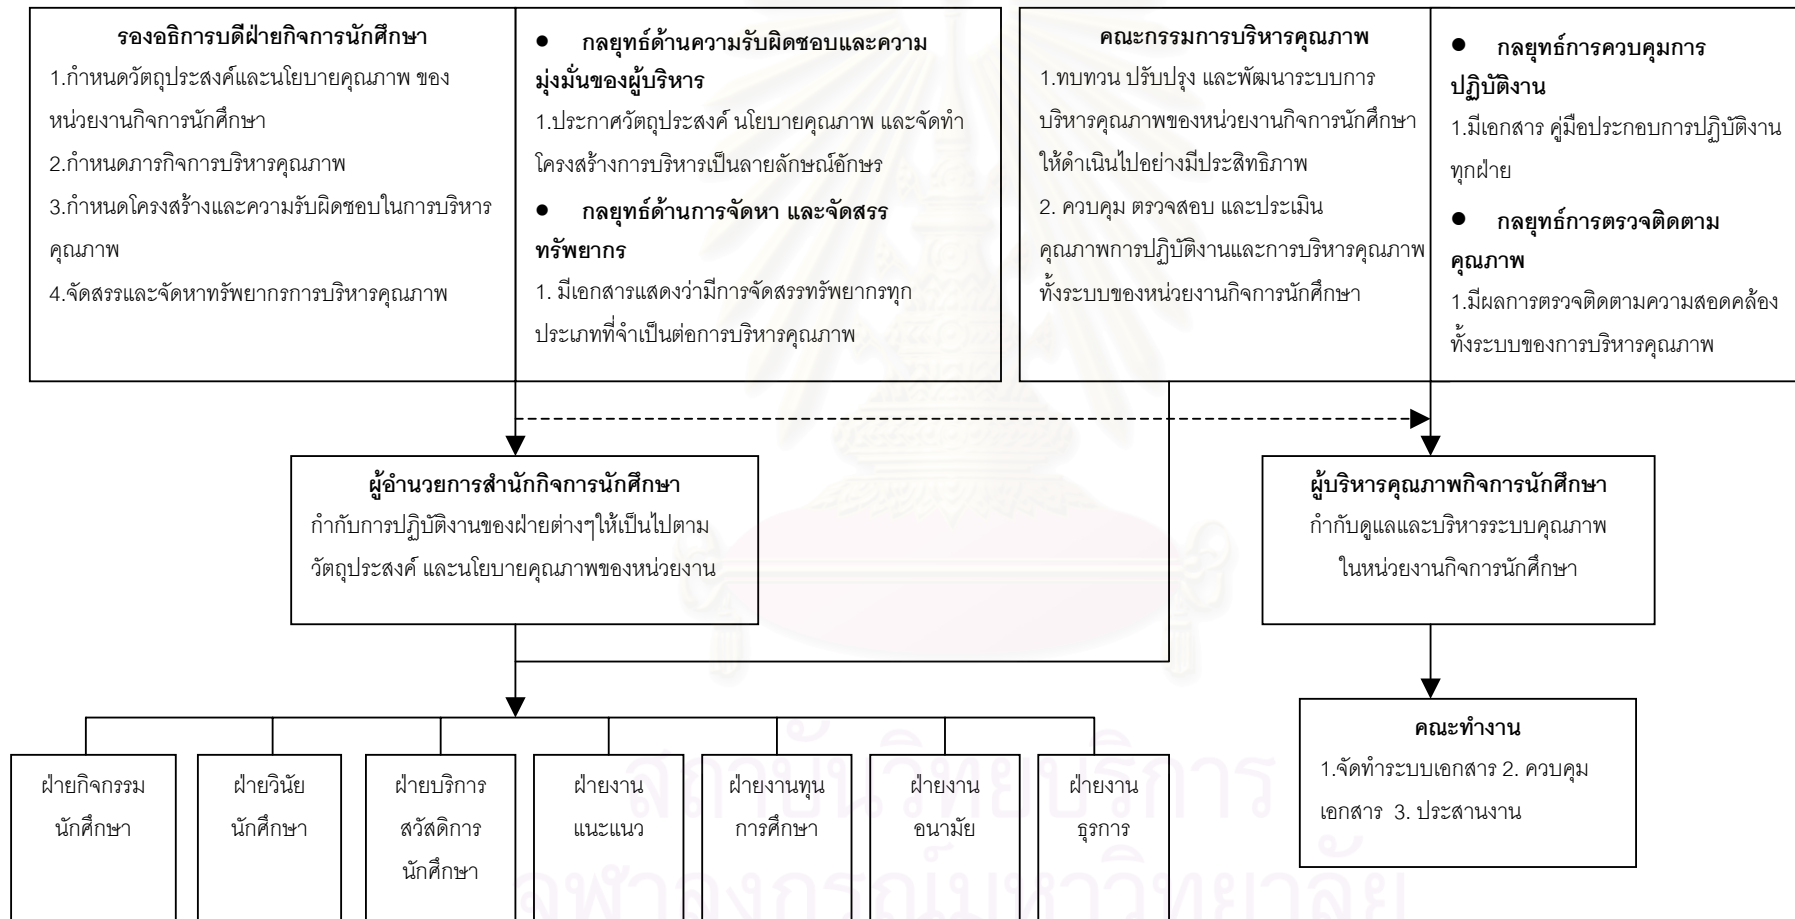 รองอธิการบดีฝ่ายกิจการนักศึกษา
1.กำหนดวัตถุประสงค์และนโยบายคุณภาพ ของ
หน่วยงานกิจการนักศึกษา
2.กำหนดภารกิจการบริหารคุณภาพ
3.กำหนดโครงสร้างและความรับผิดชอบในการบริหาร
คุณภาพ
4.จัดสรรและจัดหาทรัพยากรการบริหารคุณภาพ
● กลยุทธ์ด้านความรับผิดชอบและความ
มุ่งมั่นของผู้บริหาร
1.ประกาศวัตถุประสงค์ นโยบายคุณภาพ และจัดทำ
โครงสร้างการบริหารเป็นลายลักษณ์อักษร
● กลยุทธ์ด้านการจัดหา และจัดสรร
ทรัพยากร
1. มีเอกสารแสดงว่ามีการจัดสรรทรัพยากรทุก
ประเภทที่จำเป็นต่อการบริหารคุณภาพ
คณะกรรมการบริหารคุณภาพ
1.ทบทวน ปรับปรุง และพัฒนาระบบการ
บริหารคุณภาพของหน่วยงานกิจการนักศึกษา
ให้ดำเนินไปอย่างมีประสิทธิภาพ
2. ควบคุม ตรวจสอบ และประเมิน
คุณภาพการปฏิบัติงานและการบริหารคุณภาพ
ทั้งระบบของหน่วยงานกิจการนักศึกษา
● กลยุทธ์การควบคุมการ
ปฏิบัติงาน
1.มีเอกสาร คู่มือประกอบการปฏิบัติงาน
ทุกฝ่าย
● กลยุทธ์การตรวจติดตาม
คุณภาพ
1.มีผลการตรวจติดตามความสอดคล้อง
ทั้งระบบของการบริหารคุณภาพ
ผู้อำนวยการสำนักกิจการนักศึกษา
กำกับการปฏิบัติงานของฝ่ายต่างๆให้เป็นไปตาม
วัตถุประสงค์ และนโยบายคุณภาพของหน่วยงาน
ผู้บริหารคุณภาพกิจการนักศึกษา
กำกับดูแลและบริหารระบบคุณภาพ
ในหน่วยงานกิจการนักศึกษา
คณะทำงาน
1.จัดทำระบบเอกสาร 2. ควบคุม
เอกสาร 3. ประสานงาน
ฝ่ายกิจกรรม
นักศึกษา
ฝ่ายวินัย
นักศึกษา
ฝ่ายบริการ
สวัสดิการ
นักศึกษา
ฝ่ายงาน
แนะแนว
ฝ่ายงานทุน
การศึกษา
ฝ่ายงาน
อนามัย
ฝ่ายงาน
ธุรการ
สถาบันวิทยบริการ
จุฬาลงกรณ์มหาวิทยาลัย